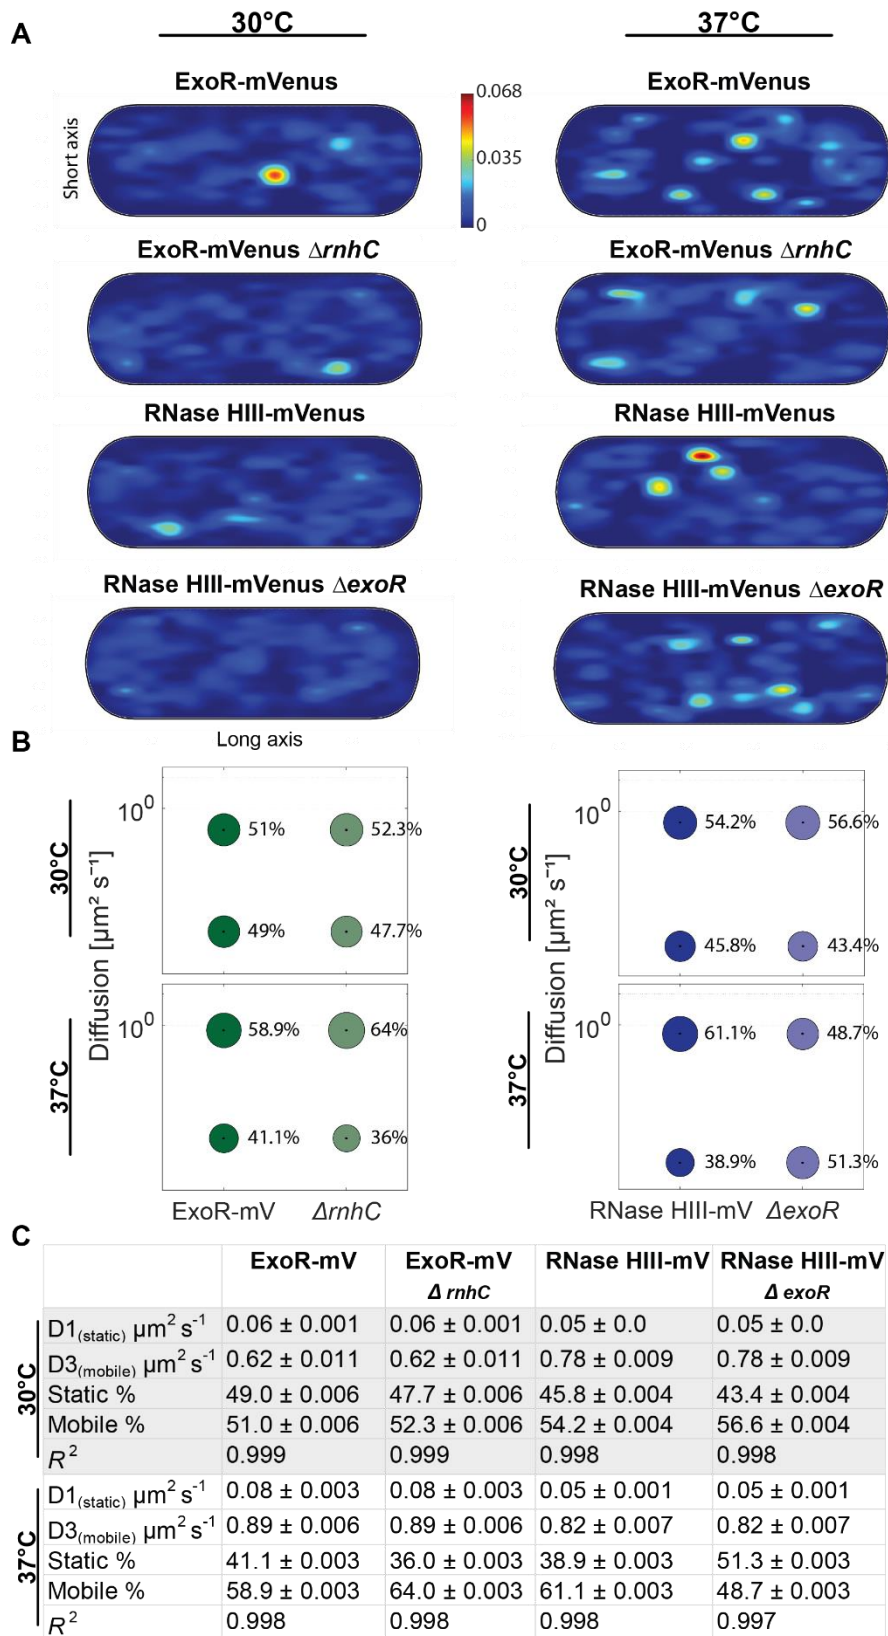 A
30°C
37°C
ExoR-mVenus
ExoR-mVenus
Short axis
0.068
0.035
0
ExoR-mVenus ΔrnhC
ExoR-mVenus ΔrnhC
RNase HIII-mVenus
RNase HIII-mVenus
RNase HIII-mVenus ΔexoR
RNase HIII-mVenus ΔexoR
Long axis
B
30°C
37°C
Diffusion [µm² s⁻¹]
10⁰
51%
52.3%
49%
47.7%
10⁰
58.9%
64%
41.1%
36%
ExoR-mV ΔrnhC
30°C
37°C
Diffusion [µm² s⁻¹]
10⁰
54.2%
56.6%
45.8%
43.4%
10⁰
61.1%
48.7%
38.9%
51.3%
RNase HIII-mV ΔexoR
C
ExoR-mV ExoR-mV RNase HIII-mV RNase HIII-mV
Δ rnhC Δ exoR
30°C
D1(static) µm² s⁻¹ 0.06 ± 0.001 0.06 ± 0.001 0.05 ± 0.0 0.05 ± 0.0
D3(mobile) µm² s⁻¹ 0.62 ± 0.011 0.62 ± 0.011 0.78 ± 0.009 0.78 ± 0.009
Static % 49.0 ± 0.006 47.7 ± 0.006 45.8 ± 0.004 43.4 ± 0.004
Mobile % 51.0 ± 0.006 52.3 ± 0.006 54.2 ± 0.004 56.6 ± 0.004
R² 0.999 0.999 0.998 0.998
37°C
D1(static) µm² s⁻¹ 0.08 ± 0.003 0.08 ± 0.003 0.05 ± 0.001 0.05 ± 0.001
D3(mobile) µm² s⁻¹ 0.89 ± 0.006 0.89 ± 0.006 0.82 ± 0.007 0.82 ± 0.007
Static % 41.1 ± 0.003 36.0 ± 0.003 38.9 ± 0.003 51.3 ± 0.003
Mobile % 58.9 ± 0.003 64.0 ± 0.003 61.1 ± 0.003 48.7 ± 0.003
R² 0.998 0.998 0.998 0.997